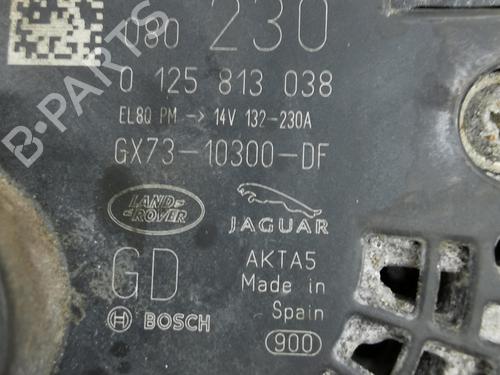 080 230
0 125 813 038
EL8Q PM -> 14V 132-230A
GX73-10300-DF
LAND-ROVER
JAGUAR
GD
AKTA5
Made in
Spain
BOSCH
900
B-PARTS